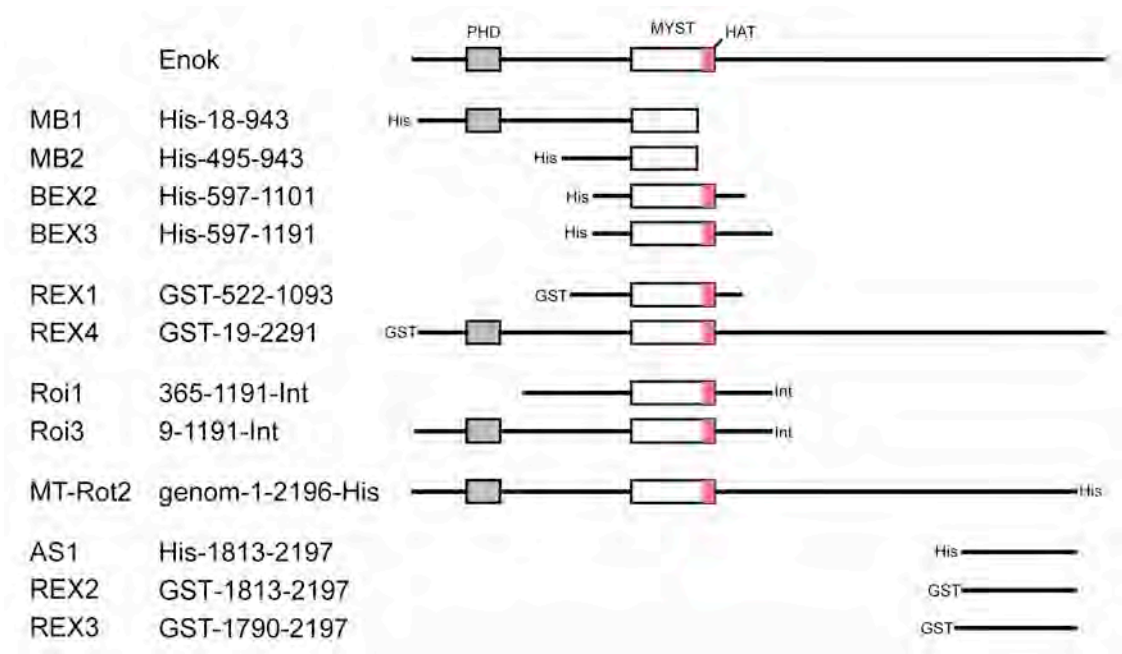 PHD MYST HAT
Enok
MB1 His-18-943 His
MB2 His-495-943 His
BEX2 His-597-1101 His
BEX3 His-597-1191 His
REX1 GST-522-1093 GST
REX4 GST-19-2291 GST
Roi1 365-1191-Int Int
Roi3 9-1191-Int Int
MT-Rot2 genom-1-2196-His His
AS1 His-1813-2197 His
REX2 GST-1813-2197 GST
REX3 GST-1790-2197 GST